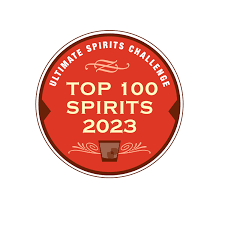 ULTIMATE SPIRITS CHALLENGE
TOP 100
SPIRITS
2023